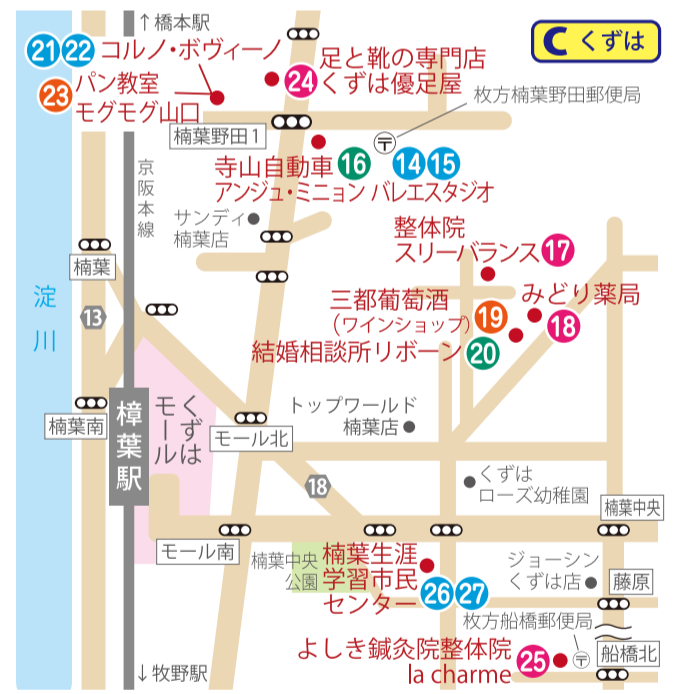 ↑橋本駅
C くずは
21 22 コルノ・ボヴィーノ
23 パン教室
モグモグ山口
24 足と靴の専門店
くずは優足屋
枚方楠葉野田郵便局
〒
楠葉野田1
寺山自動車 16 14 15
アンジュ・ミニョン バレエスタジオ
京阪本線
サンディ
楠葉店
整体院
スリーバランス 17
楠葉
淀川
13
みどり薬局
18
三都葡萄酒
(ワインショップ) 19
結婚相談所リボーン 20
楠葉南
樟葉駅
くずは
モール
モール北
トップワールド
楠葉店
18
くずは
ローズ幼稚園
楠葉中央
モール南
楠葉中央
公園
楠葉生涯
学習市民
センター 26 27
ジョーシン
くずは店
藤原
枚方船橋郵便局
〒
船橋北
よしき鍼灸院整体院
la charme 25
↓牧野駅